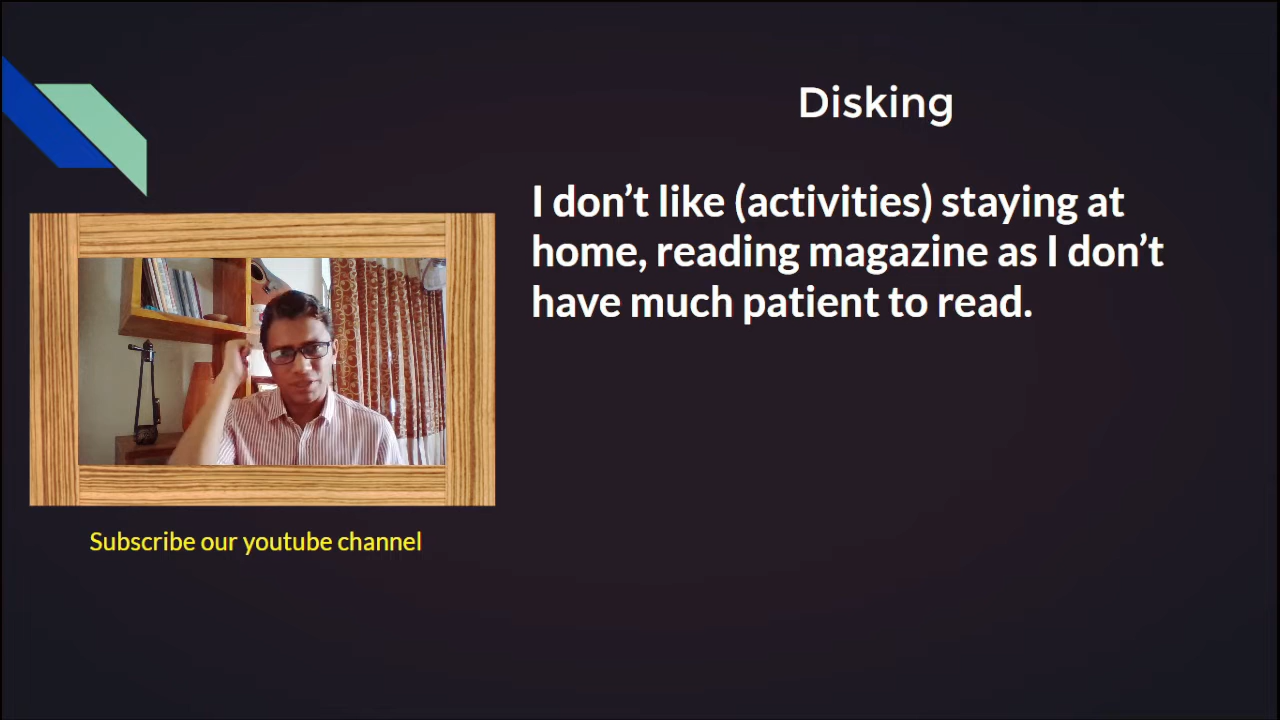 Disking
I don’t like (activities) staying at
home, reading magazine as I don’t
have much patient to read.
Subscribe our youtube channel